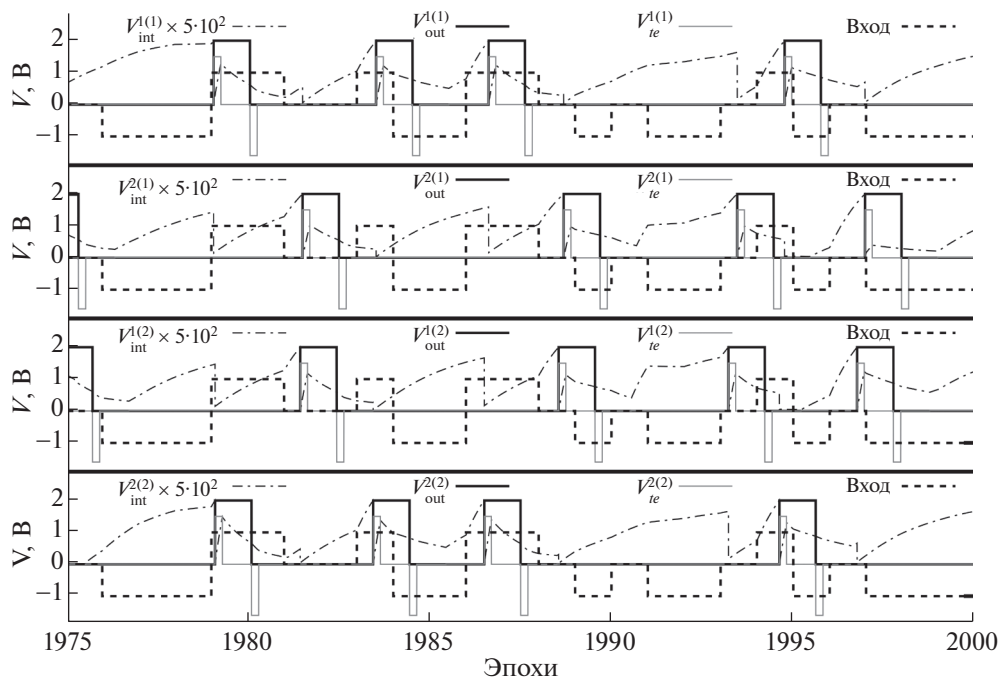 V_int^1(1) × 5·10^2 V_out^1(1) V_te^1(1) Вход
V, В
2
1
0
−1
V_int^2(1) × 5·10^2 V_out^2(1) V_te^2(1) Вход
V, В
2
1
0
−1
V_int^1(2) × 5·10^2 V_out^1(2) V_te^1(2) Вход
V, В
2
1
0
−1
V_int^2(2) × 5·10^2 V_out^2(2) V_te^2(2) Вход
V, В
2
1
0
−1
1975 1980 1985 1990 1995 2000
Эпохи